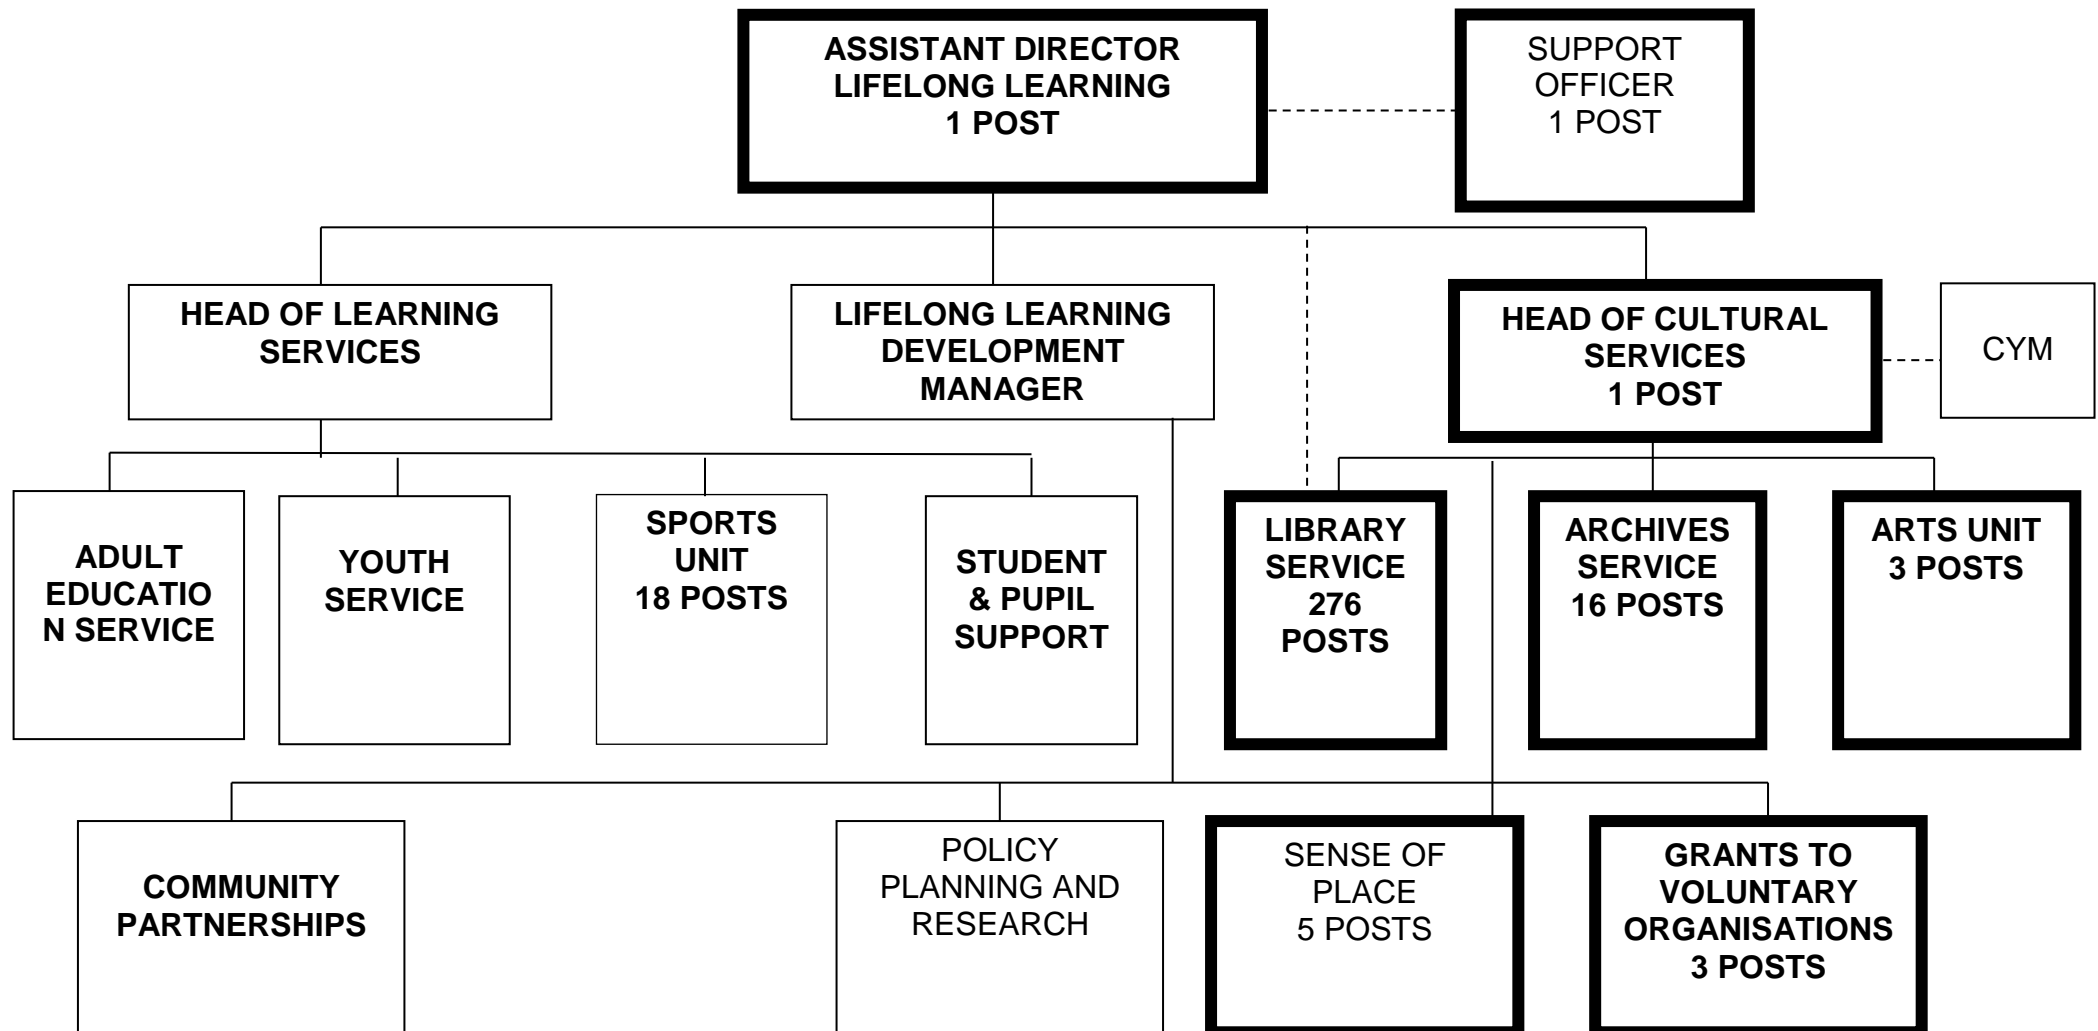 ASSISTANT DIRECTOR
LIFELONG LEARNING
1 POST
SUPPORT
OFFICER
1 POST
HEAD OF LEARNING
SERVICES
LIFELONG LEARNING
DEVELOPMENT
MANAGER
HEAD OF CULTURAL
SERVICES
1 POST
CYM
ADULT
EDUCATIO
N SERVICE
YOUTH
SERVICE
SPORTS
UNIT
18 POSTS
STUDENT
& PUPIL
SUPPORT
LIBRARY
SERVICE
276
POSTS
ARCHIVES
SERVICE
16 POSTS
ARTS UNIT
3 POSTS
COMMUNITY
PARTNERSHIPS
POLICY
PLANNING AND
RESEARCH
SENSE OF
PLACE
5 POSTS
GRANTS TO
VOLUNTARY
ORGANISATIONS
3 POSTS